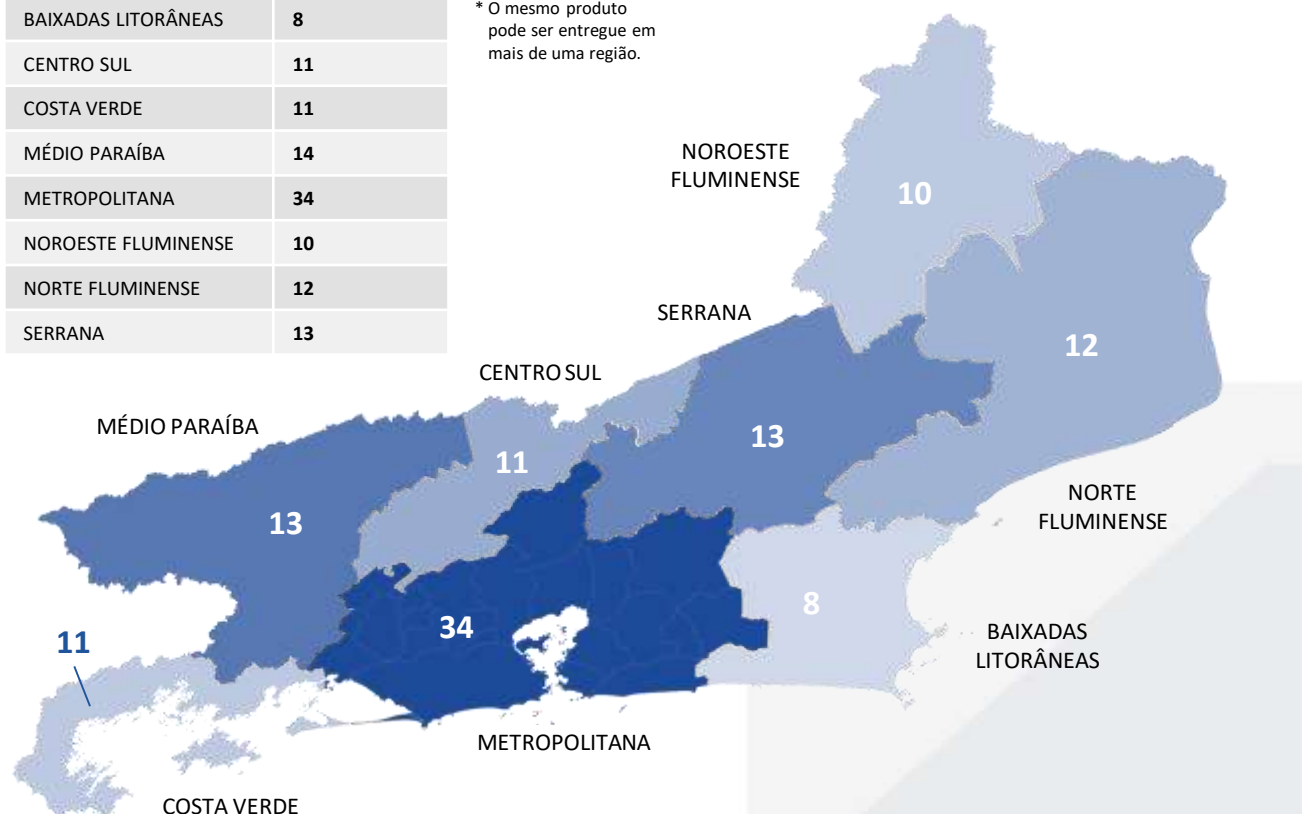 BAIXADAS LITORÂNEAS 8
CENTRO SUL 11
COSTA VERDE 11
MÉDIO PARAÍBA 14
METROPOLITANA 34
NOROESTE FLUMINENSE 10
NORTE FLUMINENSE 12
SERRANA 13
* O mesmo produto
pode ser entregue em
mais de uma região.
NOROESTE
FLUMINENSE
10
SERRANA
12
CENTRO SUL
MÉDIO PARAÍBA
13
11
NORTE
FLUMINENSE
13
8
34
11
BAIXADAS
LITORÂNEAS
METROPOLITANA
COSTA VERDE